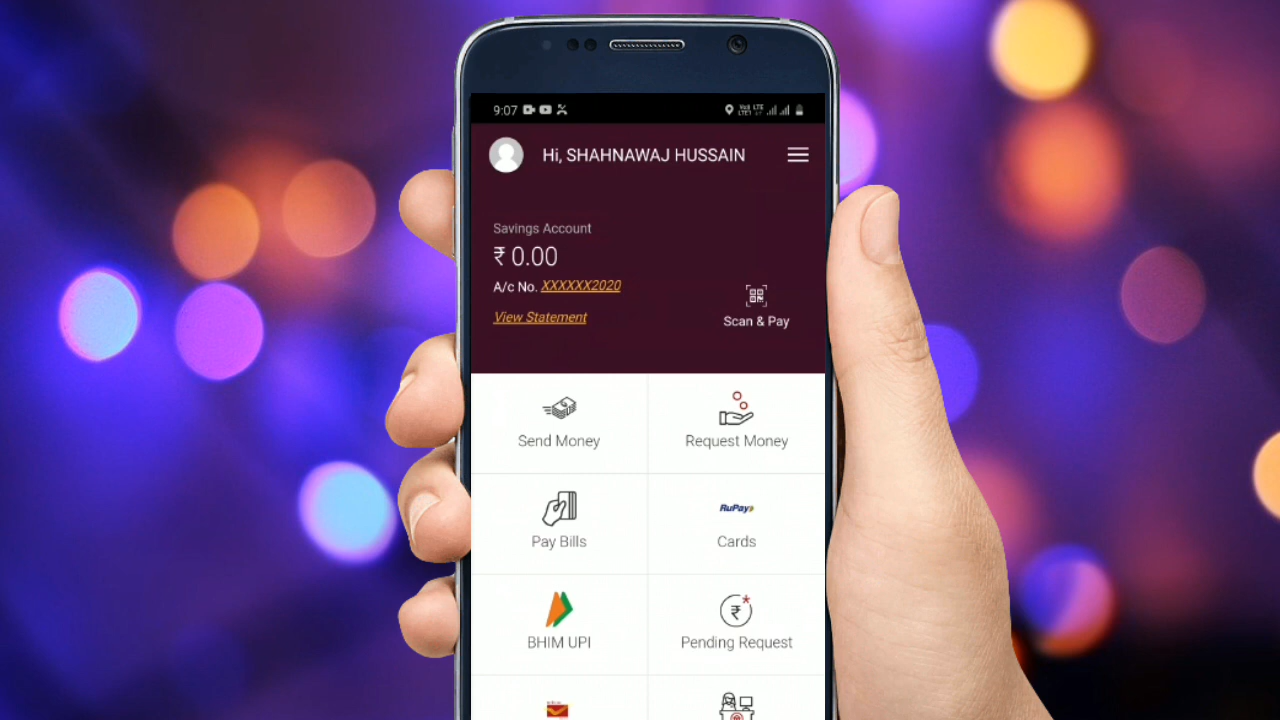 9:07
Hi, SHAHNAWAJ HUSSAIN
Savings Account
₹ 0.00
A/c No. XXXXXX2020
View Statement
Scan & Pay
Send Money
Request Money
Pay Bills
RuPay
Cards
BHIM UPI
Pending Request